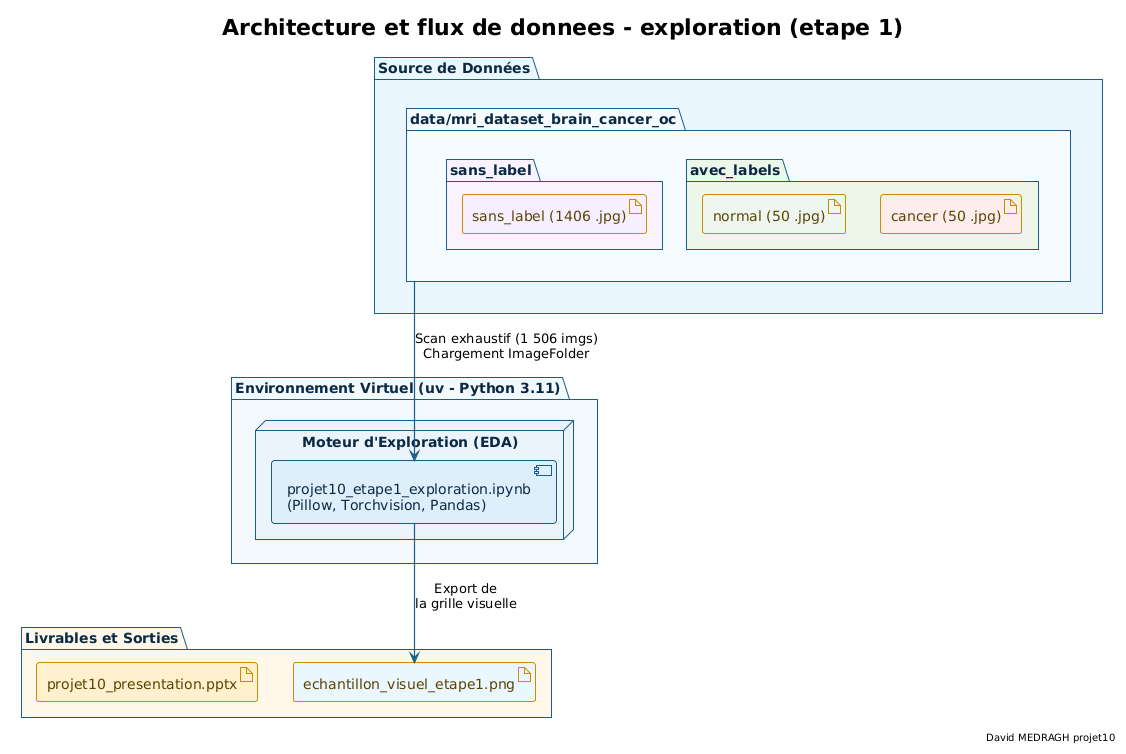 Architecture et flux de donnees - exploration (etape 1)
Source de Données
data/mri_dataset_brain_cancer_oc
sans_label
avec_labels
sans_label (1406 .jpg)
normal (50 .jpg)
cancer (50 .jpg)
Scan exhaustif (1 506 imgs)
Chargement ImageFolder
Environnement Virtuel (uv - Python 3.11)
Moteur d'Exploration (EDA)
projet10_etape1_exploration.ipynb
(Pillow, Torchvision, Pandas)
Export de
la grille visuelle
Livrables et Sorties
projet10_presentation.pptx
echantillon_visuel_etape1.png
David MEDRAGH projet10